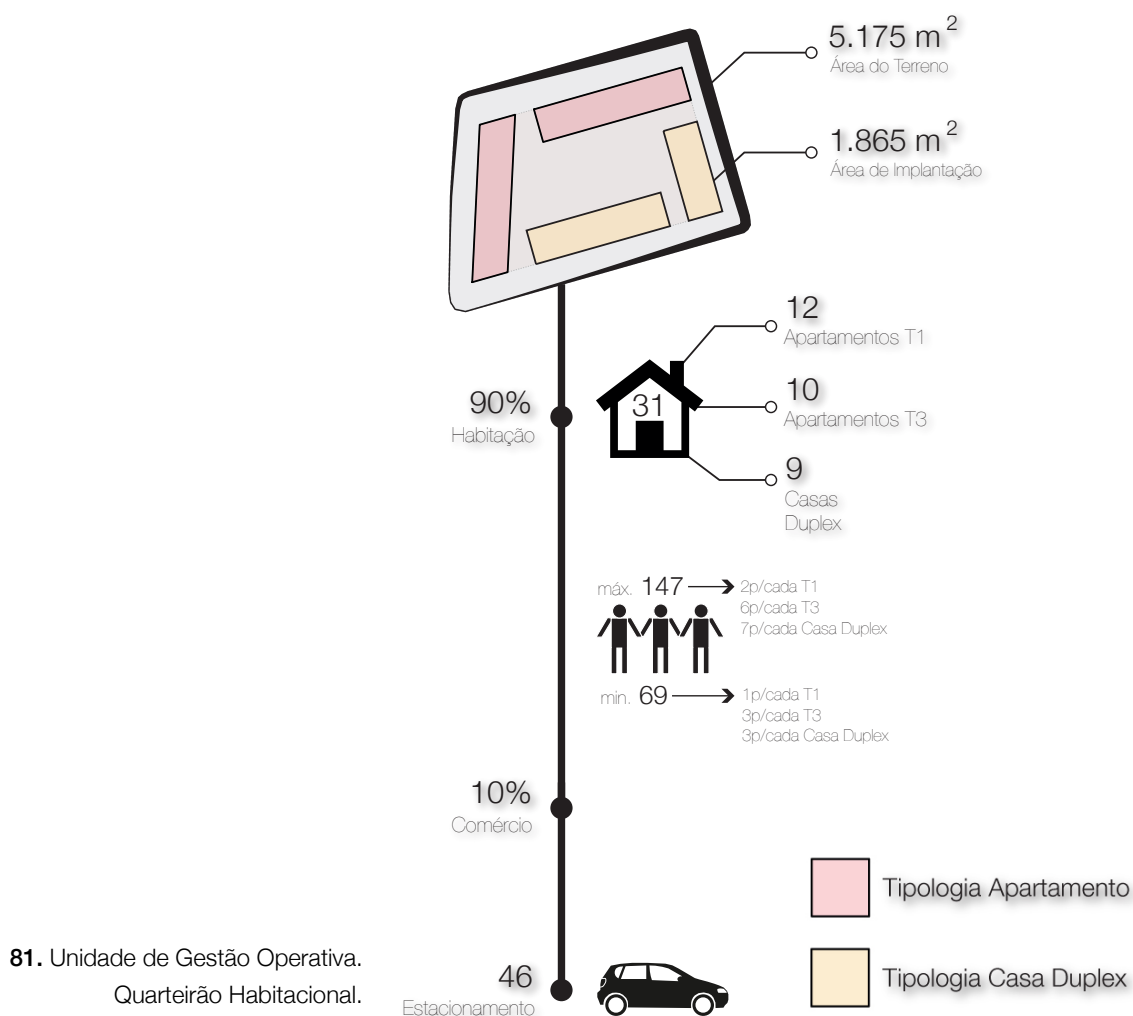 5.175 m²
Área do Terreno
1.865 m²
Área de Implantação
12
Apartamentos T1
90%
Habitação
31
10
Apartamentos T3
9
Casas
Duplex
máx. 147
2p/cada T1
6p/cada T3
7p/cada Casa Duplex
min. 69
1p/cada T1
3p/cada T3
3p/cada Casa Duplex
10%
Comércio
Tipologia Apartamento
Tipologia Casa Duplex
81. Unidade de Gestão Operativa.
Quarteirão Habitacional.
46
Estacionamento